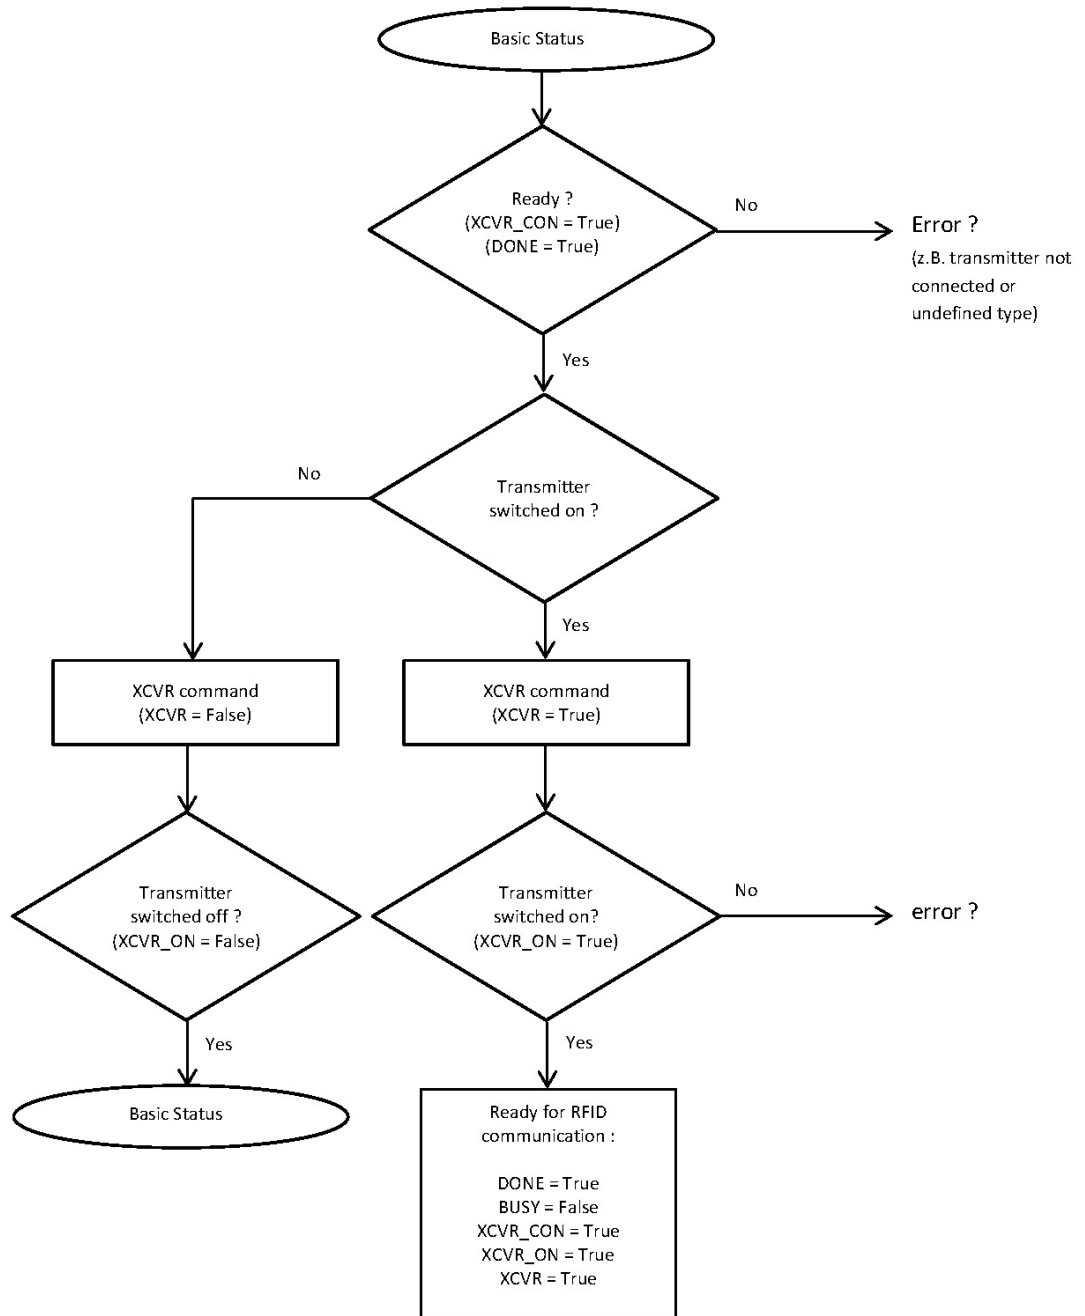 Basic Status
Ready ?
(XCVR_CON = True)
(DONE = True)
No
Error ?
(z.B. transmitter not
connected or
undefined type)
Yes
No
Transmitter
switched on ?
Yes
XCVR command
(XCVR = False)
XCVR command
(XCVR = True)
Transmitter
switched off ?
(XCVR_ON = False)
Transmitter
switched on?
(XCVR_ON = True)
No
error ?
Yes
Yes
Basic Status
Ready for RFID
communication :
DONE = True
BUSY = False
XCVR_CON = True
XCVR_ON = True
XCVR = True